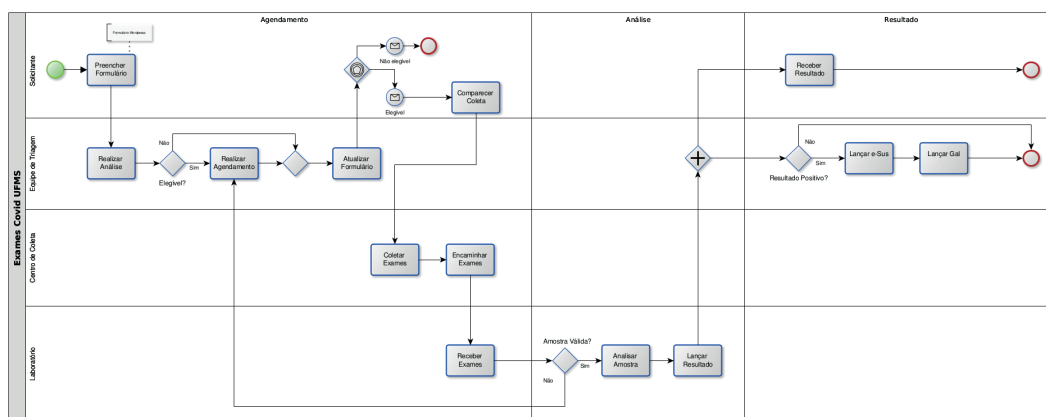 Exames Covid UFMS
Agendamento
Análise
Resultado
Solicitante
Equipe de Triagem
Centro de Coleta
Laboratório
Preencher
Formulário
Não elegível
Elegível
Comparecer
Coleta
Receber
Resultado
Realizar
Análise
Não
Sim
Elegível?
Realizar
Agendamento
Atualizar
Formulário
Não
Sim
Resultado Positivo?
Lançar e-Sus
Lançar Gal
Coletar
Exames
Encaminhar
Exames
Receber
Exames
Amostra Válida?
Sim
Não
Analisar
Amostra
Lançar
Resultado